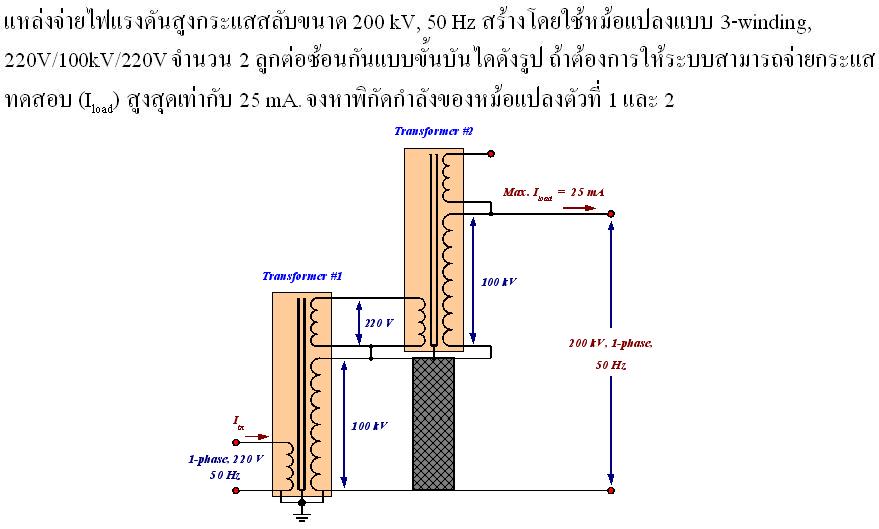 แหล่งจ่ายไฟแรงดันสูงกระแสสลับขนาด 200 kV, 50 Hz สร้างโดยใช้หม้อแปลงแบบ 3-winding,
220V/100kV/220V จำนวน 2 ลูกต่อซ้อนกันแบบขั้นบันไดดังรูป ถ้าต้องการให้ระบบสามารถจ่ายกระแส
ทดสอบ (Iload) สูงสุดเท่ากับ 25 mA. จงหาพิกัดกำลังของหม้อแปลงตัวที่ 1 และ 2
Transformer #2
Max. Iload = 25 mA
Transformer #1
100 kV
220 V
200 kV. 1-phase.
50 Hz
100 kV
1-phase. 220 V
50 Hz